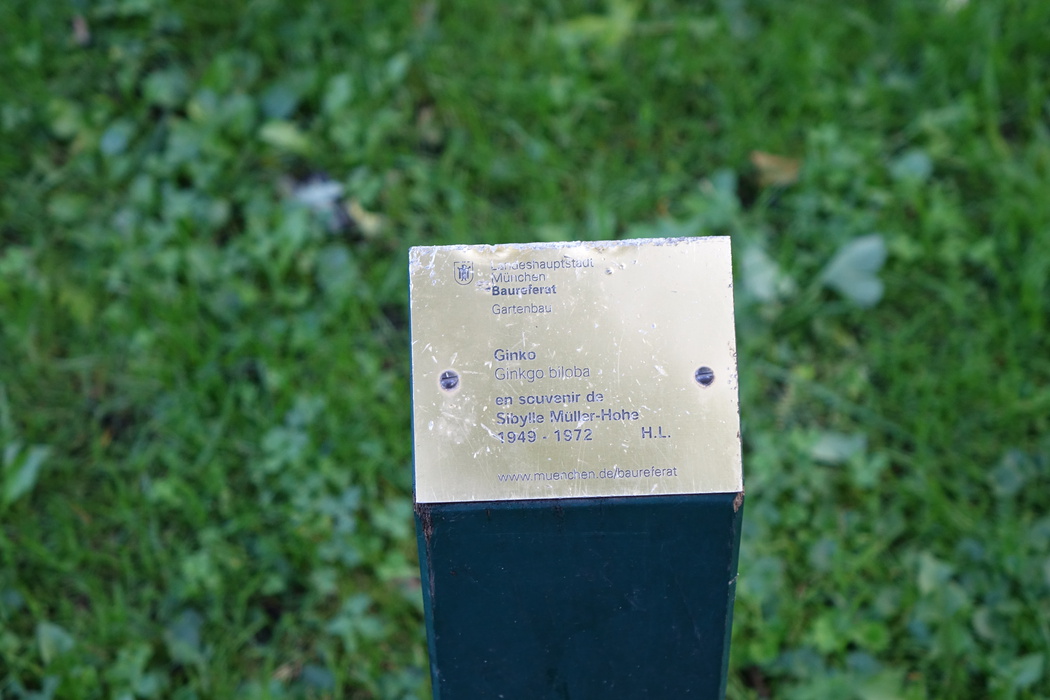 Landeshauptstadt
München
Baureferat
Gartenbau
Ginko
Ginkgo biloba
en souvenir de
Sibylle Müller-Hohe
1949 - 1972 H.L.
www.muenchen.de/baureferat